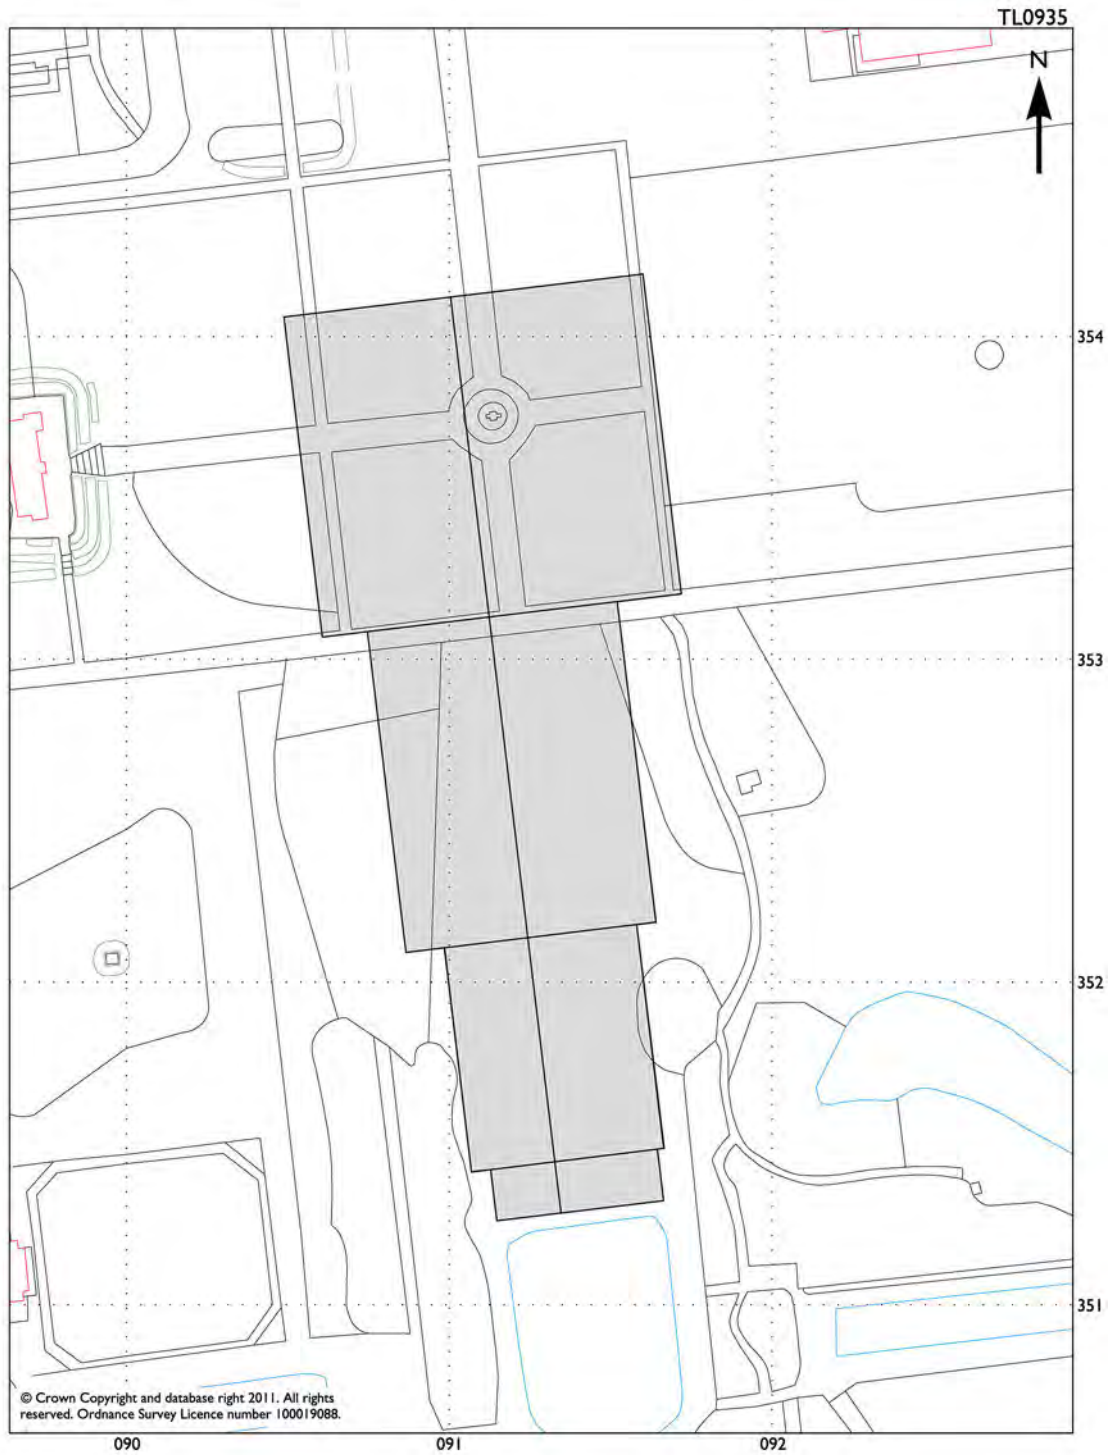 TL0935
N
354
353
352
351
© Crown Copyright and database right 2011. All rights
reserved. Ordnance Survey Licence number 100019088.
090
091
092